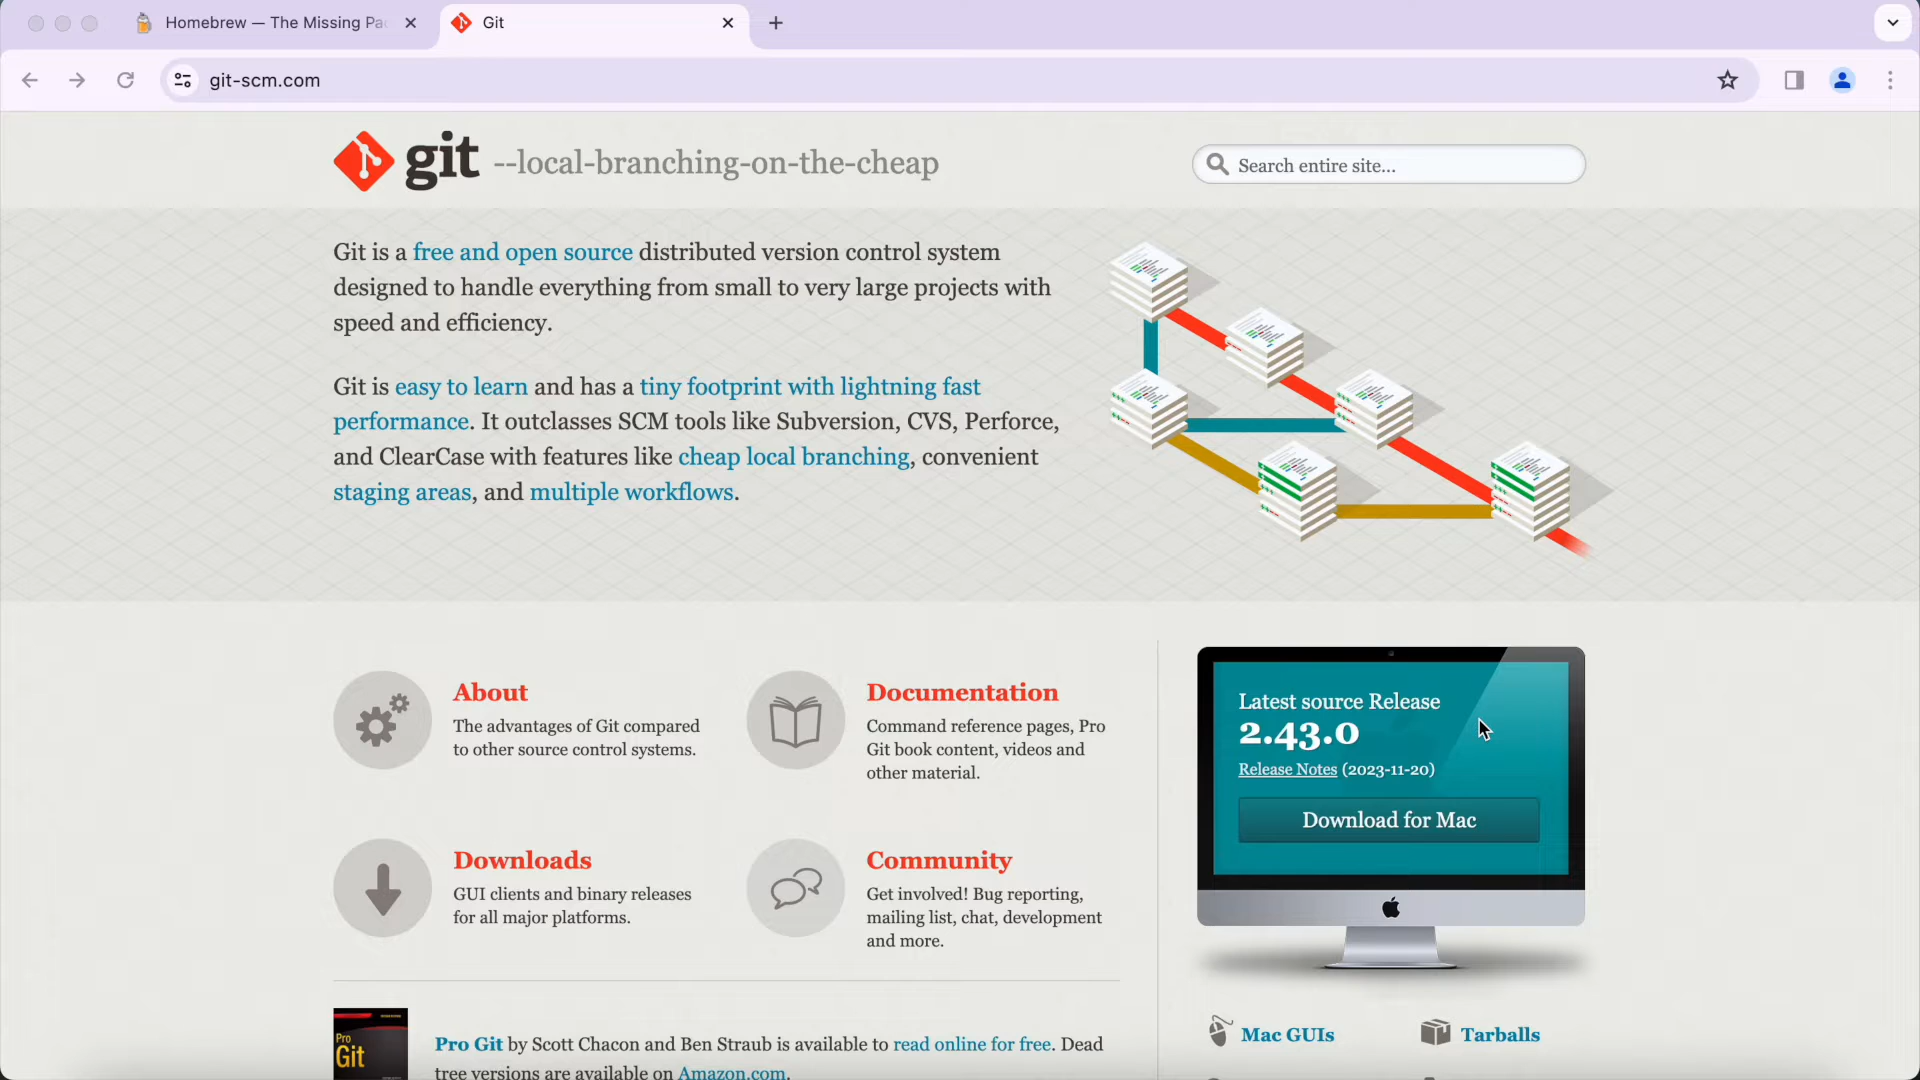 Homebrew — The Missing Pac
Git
git-scm.com
git --local-branching-on-the-cheap
Search entire site...
Git is a free and open source distributed version control system
designed to handle everything from small to very large projects with
speed and efficiency.
Git is easy to learn and has a tiny footprint with lightning fast
performance. It outclasses SCM tools like Subversion, CVS, Perforce,
and ClearCase with features like cheap local branching, convenient
staging areas, and multiple workflows.
About
The advantages of Git compared
to other source control systems.
Documentation
Command reference pages, Pro
Git book content, videos and
other material.
Downloads
GUI clients and binary releases
for all major platforms.
Community
Get involved! Bug reporting,
mailing list, chat, development
and more.
Latest source Release
2.43.0
Release Notes (2023-11-20)
Download for Mac
Mac GUIs
Tarballs
Pro
Git
Pro Git by Scott Chacon and Ben Straub is available to read online for free. Dead
tree versions are available on Amazon.com.